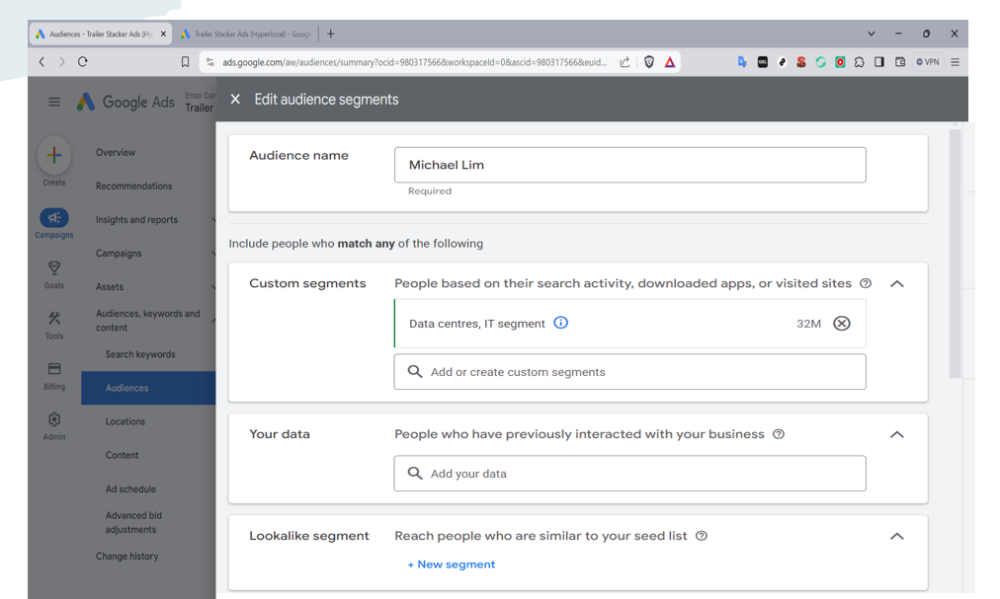 Audiences - Trailer Stacker Ads (Hy
Trailer Stacker Ads (Hyperlocal) - Googl
ads.google.com/aw/audiences/summary?ocid=980317566&workspaceId=0&ascid=980317566&euid...
VPN
Google Ads
Enso Cor
Trailer
Edit audience segments
Create
Campaigns
Goals
Tools
Billing
Admin
Overview
Recommendations
Insights and reports
Campaigns
Assets
Audiences, keywords and
content
Search keywords
Audiences
Locations
Content
Ad schedule
Advanced bid
adjustments
Change history
Audience name
Michael Lim
Required
Include people who match any of the following
Custom segments
People based on their search activity, downloaded apps, or visited sites
Data centres, IT segment
32M
Add or create custom segments
Your data
People who have previously interacted with your business
Add your data
Lookalike segment
Reach people who are similar to your seed list
+ New segment